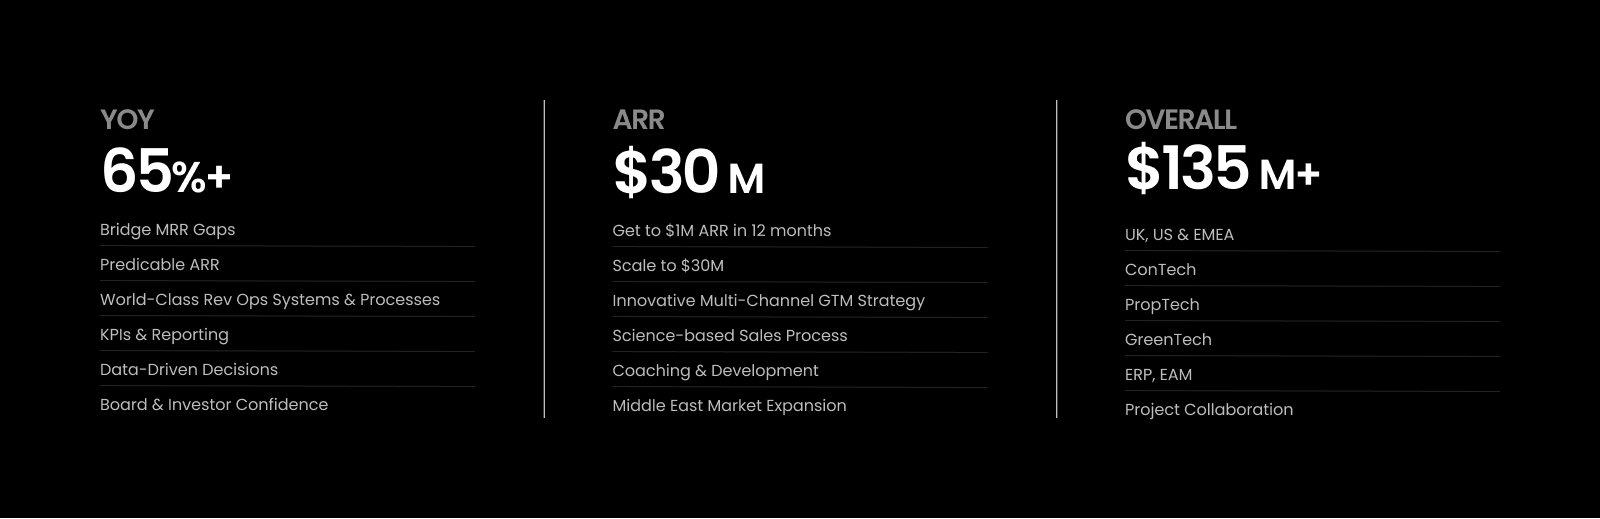 YOY
65%+
Bridge MRR Gaps
Predicable ARR
World-Class Rev Ops Systems & Processes
KPIs & Reporting
Data-Driven Decisions
Board & Investor Confidence
ARR
$30 M
Get to $1M ARR in 12 months
Scale to $30M
Innovative Multi-Channel GTM Strategy
Science-based Sales Process
Coaching & Development
Middle East Market Expansion
OVERALL
$135 M+
UK, US & EMEA
ConTech
PropTech
GreenTech
ERP, EAM
Project Collaboration